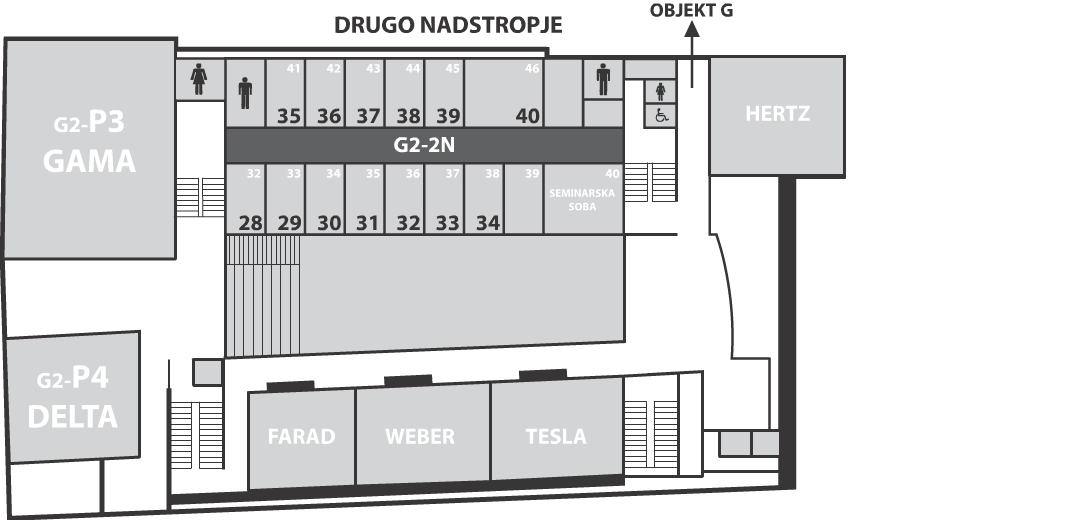 DRUGO NADSTROPJE
OBJEKT G
41 42 43 44 45 46
35 36 37 38 39 40
G2-P3
GAMA
HERTZ
G2-2N
32 33 34 35 36 37 38 39 40
SEMINARSKA
SOBA
28 29 30 31 32 33 34
G2-P4
DELTA
FARAD
WEBER
TESLA